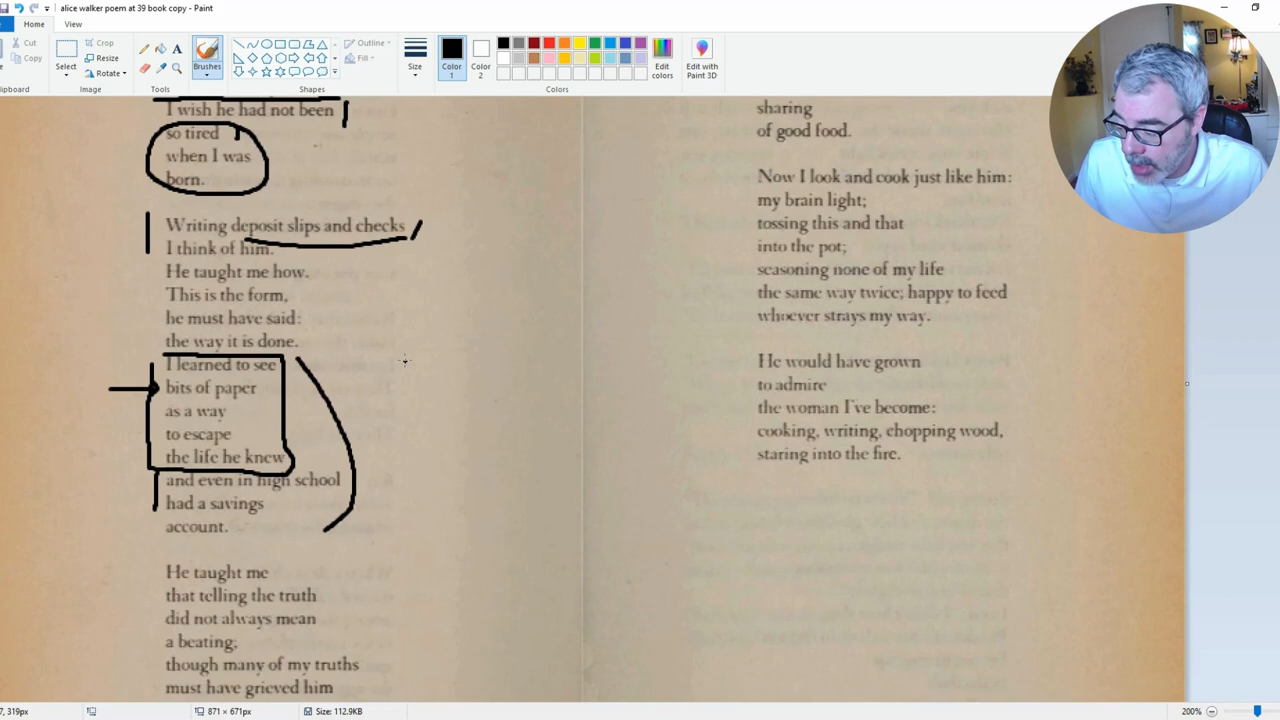 alice walker poem at 39 book copy - Paint
Home
View
Cut
Copy
Clipboard
Select
Crop
Resize
Rotate
Image
Tools
Brushes
Shapes
Outline
Fill
Size
Color
1
Color
2
Edit
colors
Edit with
Paint 3D
Colors
I wish he had not been
so tired
when I was
born.
Writing deposit slips and checks
I think of him.
He taught me how.
This is the form,
he must have said:
the way it is done.
I learned to see
bits of paper
as a way
to escape
the life he knew
and even in high school
had a savings
account.
He taught me
that telling the truth
did not always mean
a beating;
though many of my truths
must have grieved him
sharing
of good food.
Now I look and cook just like him:
my brain light;
tossing this and that
into the pot;
seasoning none of my life
the same way twice; happy to feed
whoever strays my way.
He would have grown
to admire
the woman I've become:
cooking, writing, chopping wood,
staring into the fire.
7, 319px
871 × 671px
Size: 112.9KB
200%